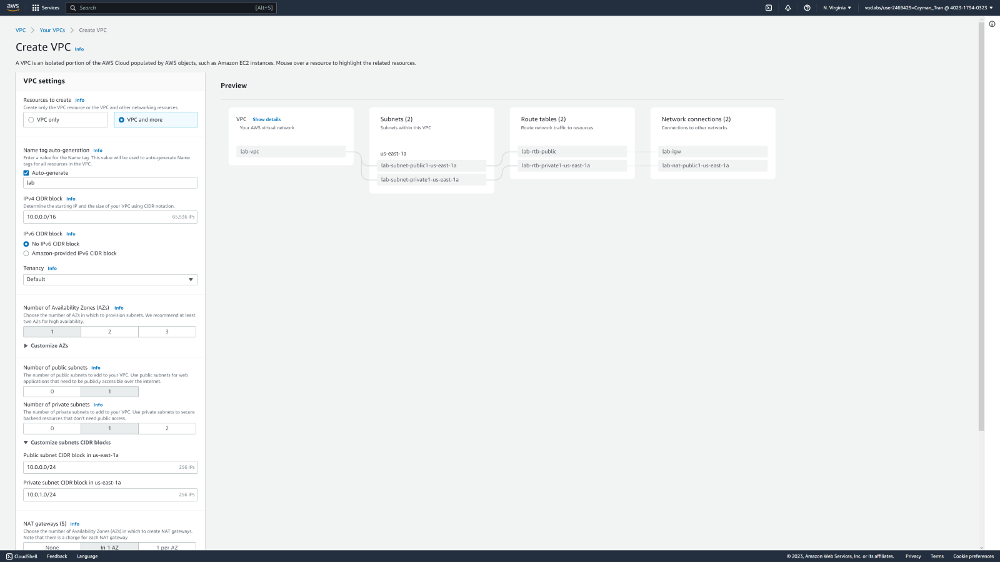 aws Services Search [Alt+S] N. Virginia voclabs/user2469429=Cayman_Tran @ 4023-1794-0323
VPC Your VPCs Create VPC
Create VPC Info
A VPC is an isolated portion of the AWS Cloud populated by AWS objects, such as Amazon EC2 instances. Mouse over a resource to highlight the related resources.
VPC settings
Resources to create Info
Create only the VPC resource or the VPC and other networking resources.
VPC only VPC and more
Name tag auto-generation Info
Enter a value for the Name tag. This value will be used to auto-generate Name
tags for all resources in the VPC.
Auto-generate
lab
IPv4 CIDR block Info
Determine the starting IP and the size of your VPC using CIDR notation.
10.0.0.0/16 65,536 IPs
IPv6 CIDR block Info
No IPv6 CIDR block
Amazon-provided IPv6 CIDR block
Tenancy Info
Default
Number of Availability Zones (AZs) Info
Choose the number of AZs in which to provision subnets. We recommend at least
two AZs for high availability.
1 2 3
Customize AZs
Number of public subnets Info
The number of public subnets to add to your VPC. Use public subnets for web
applications that need to be publicly accessible over the internet.
0 1
Number of private subnets Info
The number of private subnets to add to your VPC. Use private subnets to secure
backend resources that don't need public access.
0 1 2
Customize subnets CIDR blocks
Public subnet CIDR block in us-east-1a
10.0.0.0/24 256 IPs
Private subnet CIDR block in us-east-1a
10.0.1.0/24 256 IPs
NAT gateways ($) Info
Choose the number of Availability Zones (AZs) in which to create NAT gateways.
Note that there is a charge for each NAT gateway
None In 1 AZ 1 per AZ
Preview
VPC Show details
Your AWS virtual network
lab-vpc
Subnets (2)
Subnets within this VPC
us-east-1a
lab-subnet-public1-us-east-1a
lab-subnet-private1-us-east-1a
Route tables (2)
Route network traffic to resources
lab-rtb-public
lab-rtb-private1-us-east-1a
Network connections (2)
Connections to other networks
lab-igw
lab-nat-public1-us-east-1a
CloudShell Feedback Language © 2023, Amazon Web Services, Inc. or its affiliates. Privacy Terms Cookie preferences